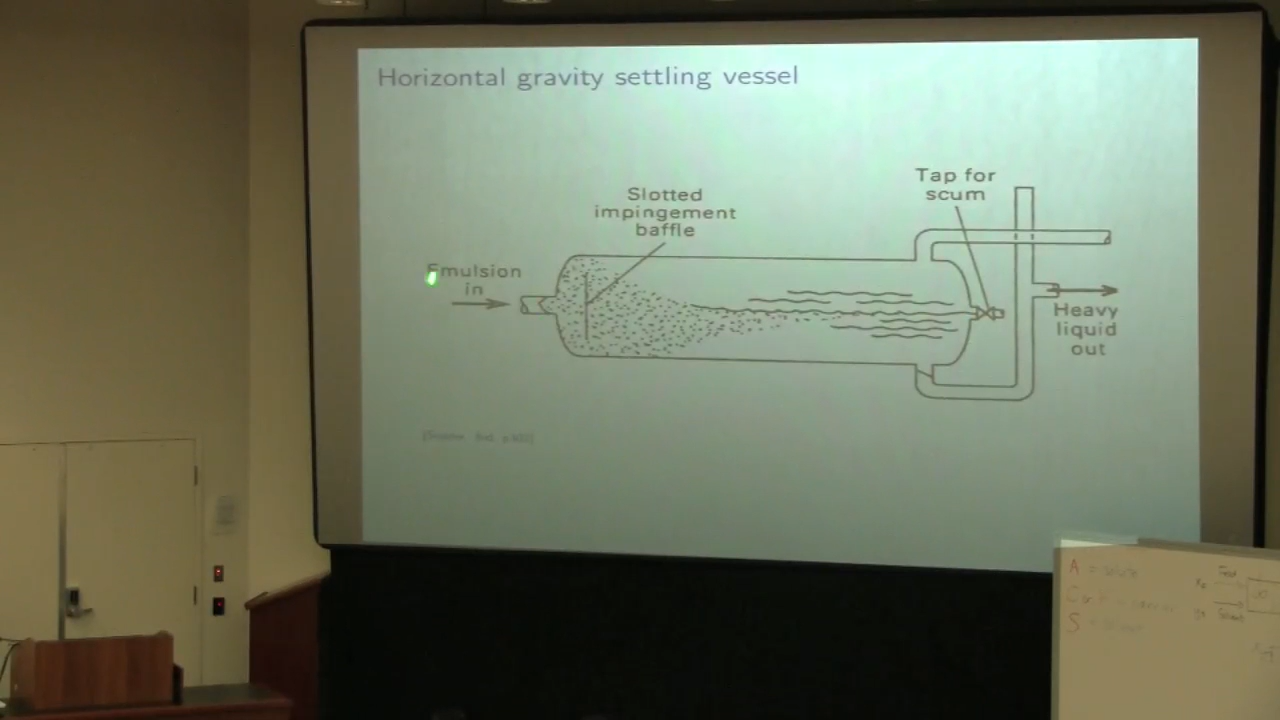 Horizontal gravity settling vessel
Tap for
scum
Slotted
impingement
baffle
Emulsion
in
Heavy
liquid
out
A =
S